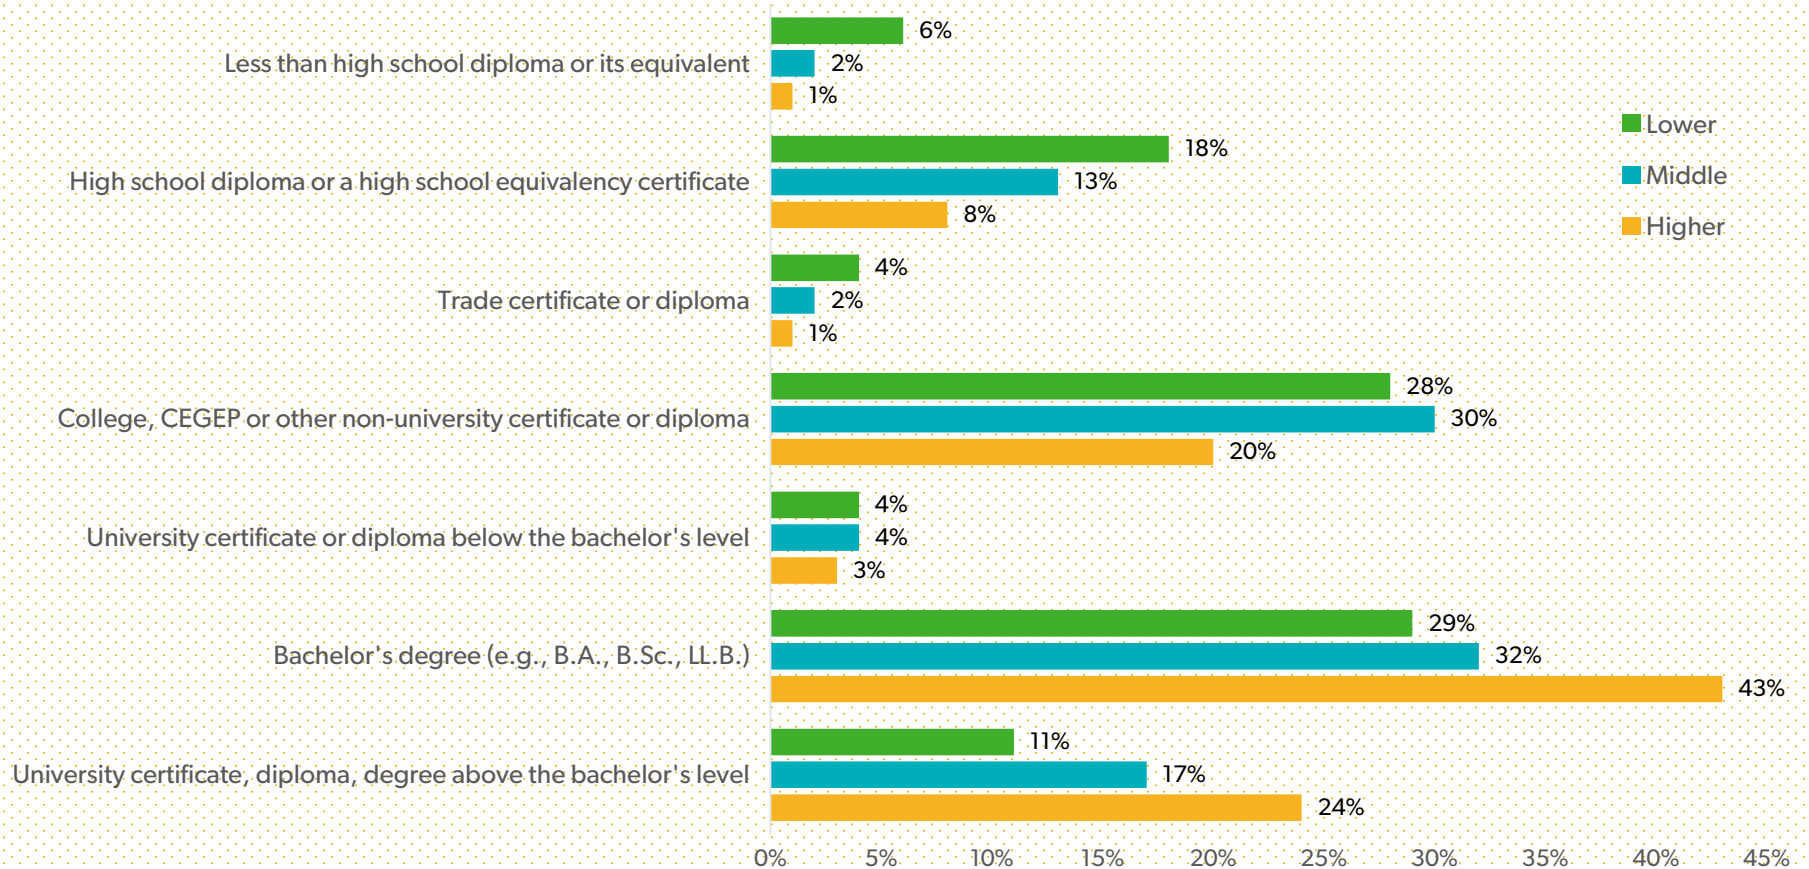 6%
Less than high school diploma or its equivalent
2%
1%
Lower
18%
High school diploma or a high school equivalency certificate
13%
Middle
8%
Higher
4%
Trade certificate or diploma
2%
1%
28%
College, CEGEP or other non-university certificate or diploma
30%
20%
4%
University certificate or diploma below the bachelor's level
4%
3%
29%
Bachelor's degree (e.g., B.A., B.Sc., LL.B.)
32%
43%
11%
University certificate, diploma, degree above the bachelor's level
17%
24%
0% 5% 10% 15% 20% 25% 30% 35% 40% 45%